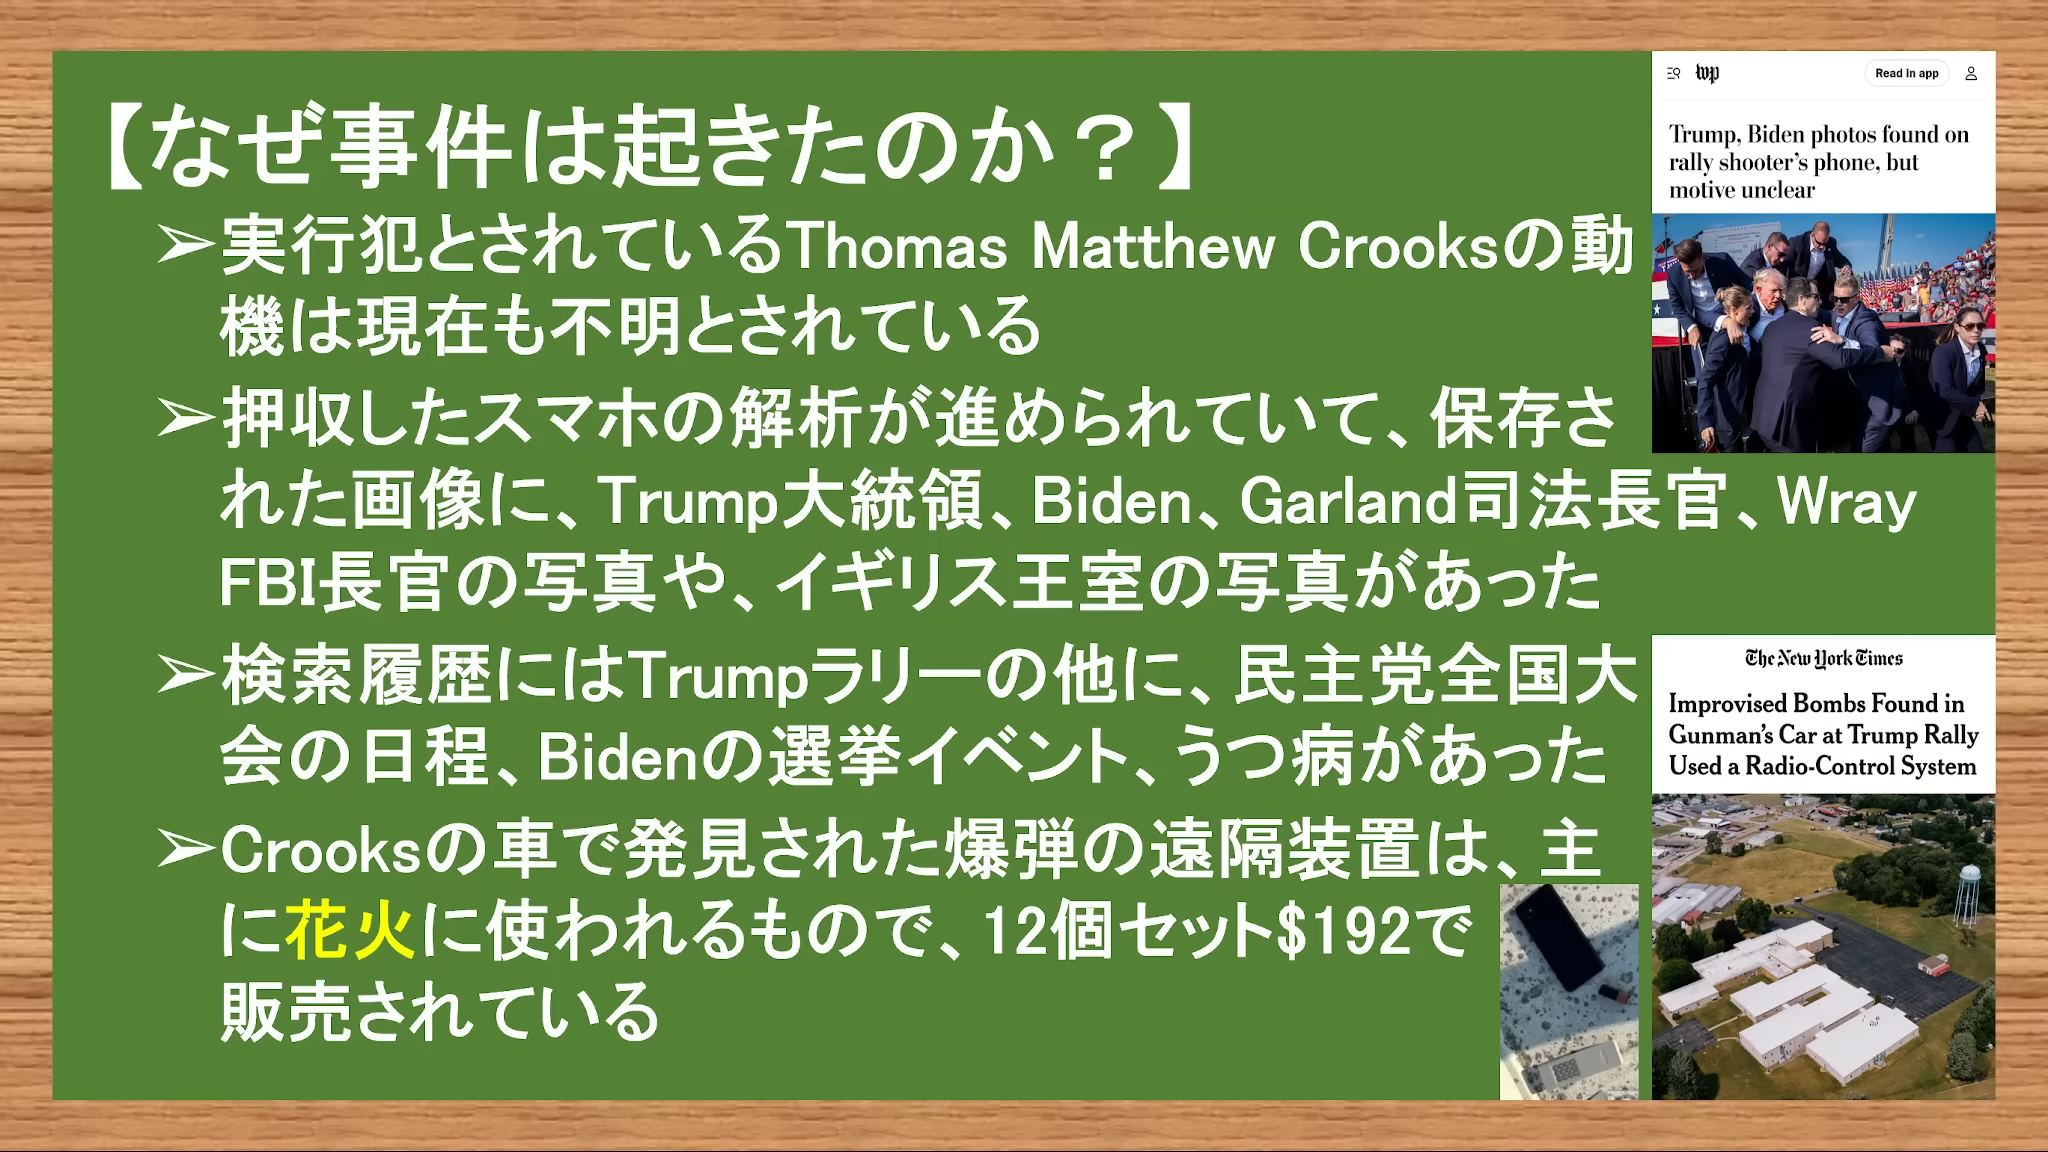 【なぜ事件は起きたのか？】
➢実行犯とされているThomas Matthew Crooksの動
機は現在も不明とされている
➢押収したスマホの解析が進められていて、保存さ
れた画像に、Trump大統領、Biden、Garland司法長官、Wray
FBI長官の写真や、イギリス王室の写真があった
➢検索履歴にはTrumpラリーの他に、民主党全国大
会の日程、Bidenの選挙イベント、うつ病があった
➢Crooksの車で発見された爆弾の遠隔装置は、主
に花火に使われるもので、12個セット$192で
販売されている
wp
Read in app
Trump, Biden photos found on
rally shooter's phone, but
motive unclear
The New York Times
Improvised Bombs Found in
Gunman's Car at Trump Rally
Used a Radio-Control System